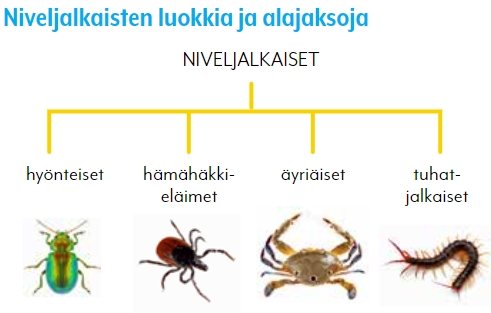 Niveljalkaisten luokkia ja alajaksoja
NIVELJALKAISET
hyönteiset
hämähäkki-
eläimet
äyriäiset
tuhat-
jalkaiset